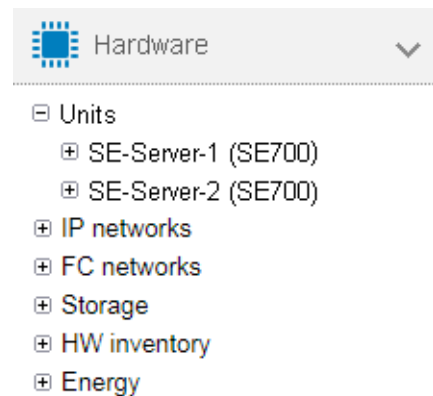 Hardware
Units
SE-Server-1 (SE700)
SE-Server-2 (SE700)
IP networks
FC networks
Storage
HW inventory
Energy